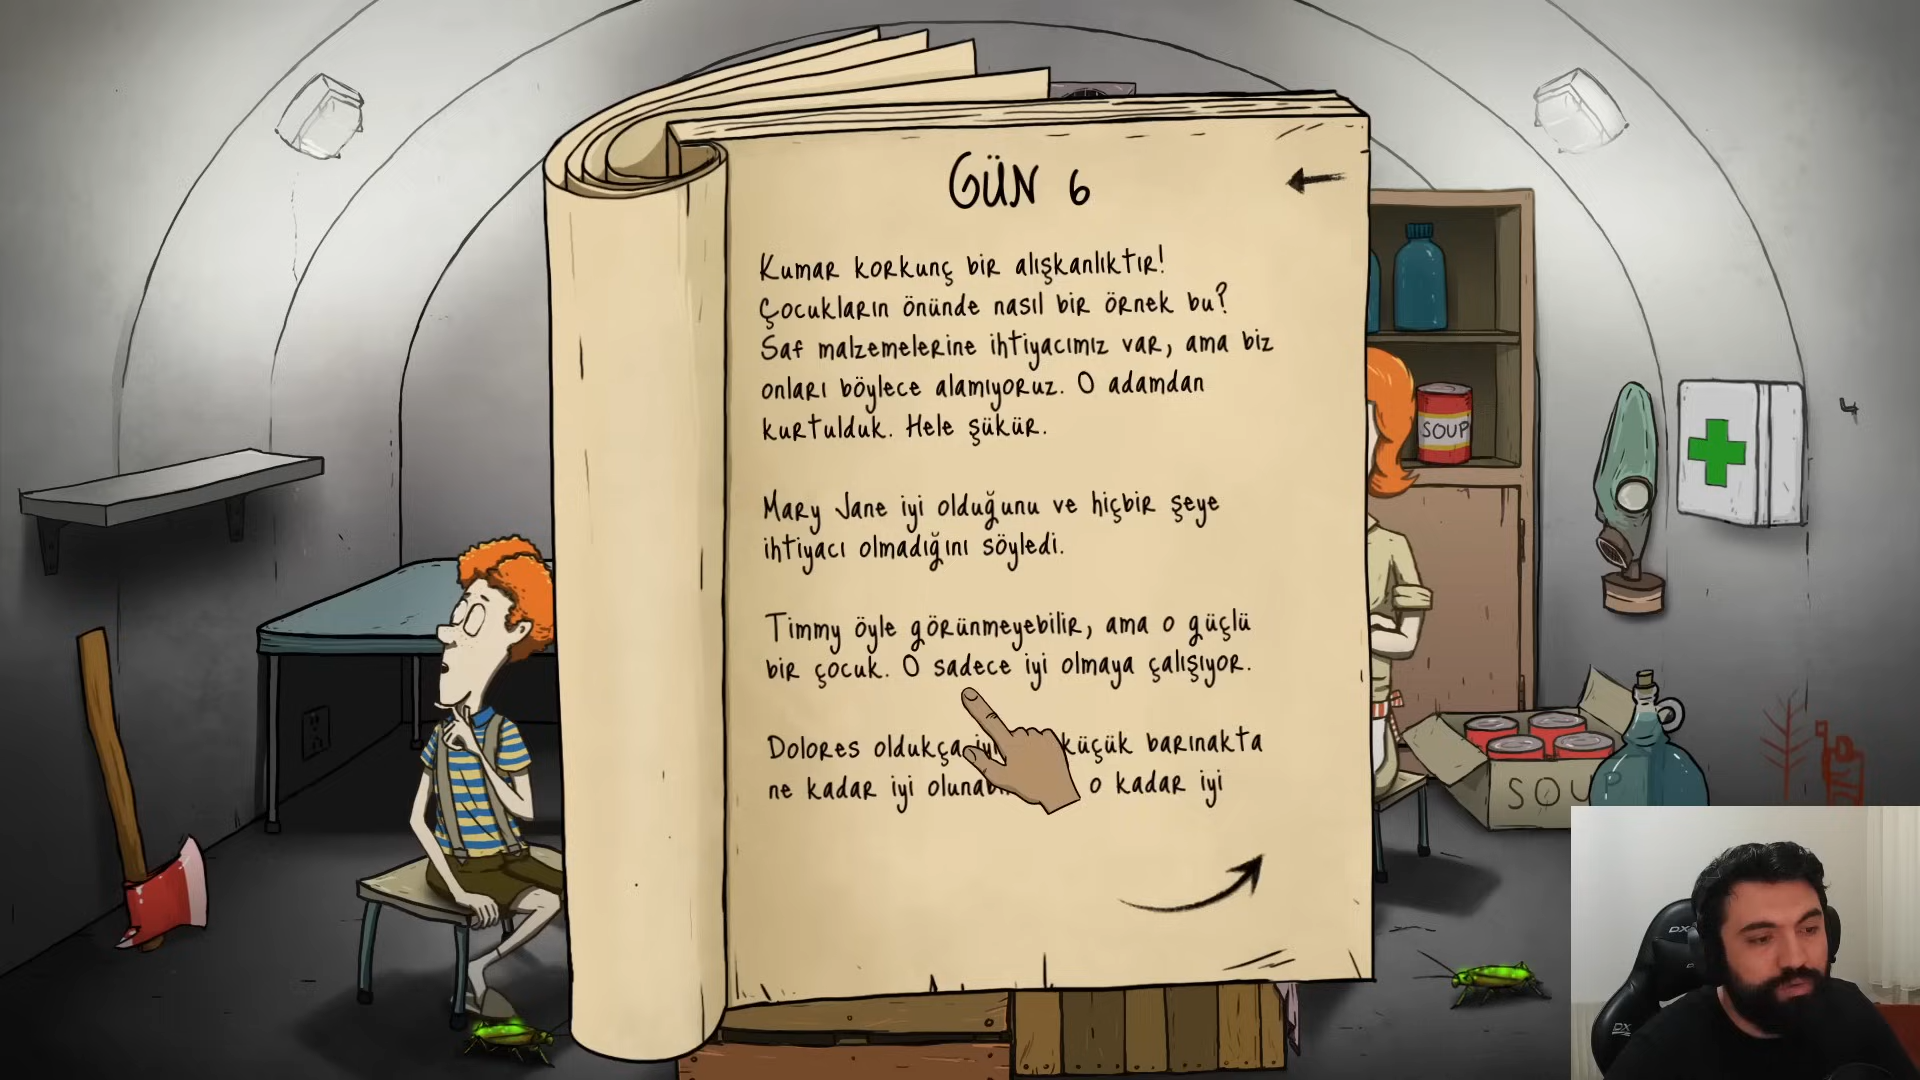 GÜN 6
Kumar korkunç bir alışkanlıktır!
Çocukların önünde nasıl bir örnek bu?
Saf malzemelerine ihtiyacımız var, ama biz
onları böylece alamıyoruz. O adamdan
kurtulduk. Hele şükür.
Mary Jane iyi olduğunu ve hiçbir şeye
ihtiyacı olmadığını söyledi.
Timmy öyle görünmeyebilir, ama o güçlü
bir çocuk. O sadece iyi olmaya çalışıyor.
Dolores oldukça küçük barınakta
ne kadar iyi o kadar iyi
SOUP
SOUP
DX
DX